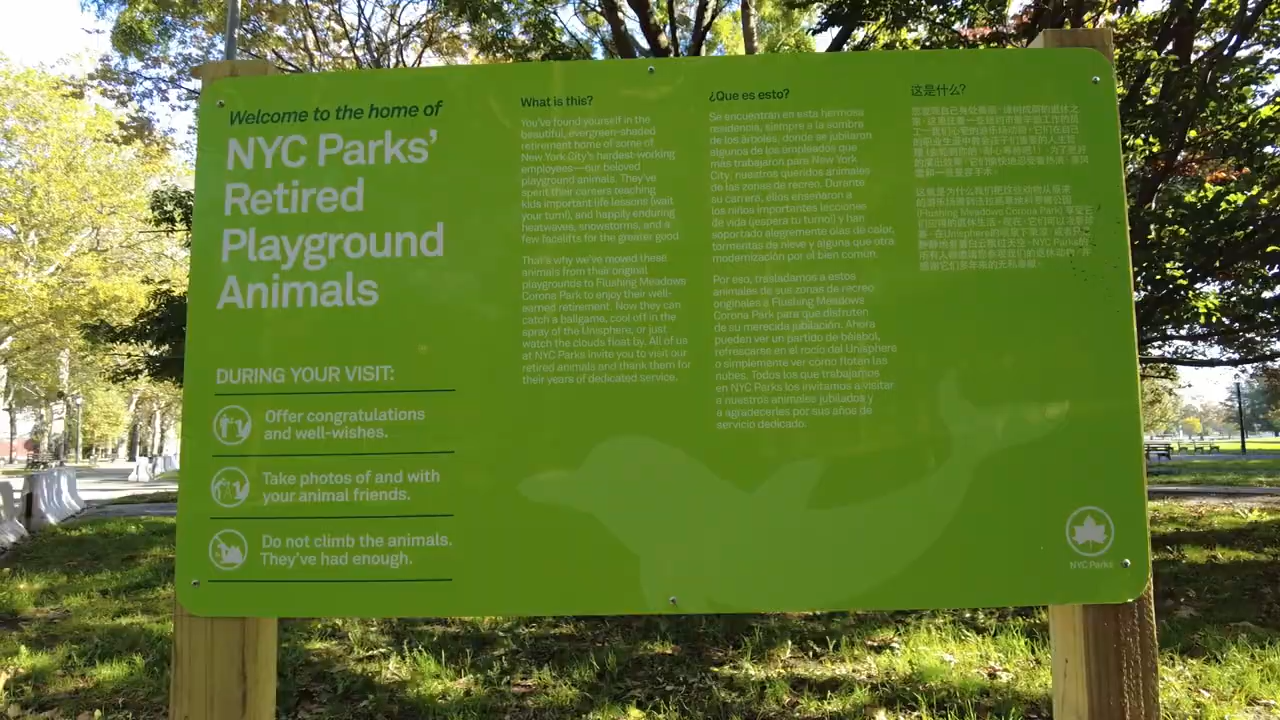 Welcome to the home of
NYC Parks'
Retired
Playground
Animals
DURING YOUR VISIT:
Offer congratulations
and well-wishes.
Take photos of and with
your animal friends.
Do not climb the animals.
They've had enough.
What is this?
You've found yourself in the
beautiful, evergreen-shaded
retirement home of some of
New York City's hardest-working
employees—our beloved
playground animals. They've
spent their careers teaching
kids important life lessons (wait
your turn!), and happily enduring
heatwaves, snowstorms, and a
few facelifts for the greater good.
That's why we've moved these
animals from their original
playgrounds to Flushing Meadows
Corona Park to enjoy their well-
earned retirement. Now they can
catch a ballgame, cool off in the
spray of the Unisphere, or just
watch the clouds float by. All of us
at NYC Parks invite you to visit our
retired animals and thank them for
their years of dedicated service.
¿Que es esto?
Se encuentran en esta hermosa
residencia, siempre a la sombra
de los árboles, donde se jubilaron
algunos de los empleados que
más trabajaron para New York
City: nuestros queridos animales
de las zonas de recreo. Durante
su carrera, ellos enseñaron a
los niños importantes lecciones
de vida (¡espera tu turno!) y han
soportado alegremente olas de calor,
tormentas de nieve y alguna que otra
modernización por el bien común.
Por eso, trasladamos a estos
animales de sus zonas de recreo
originales a Flushing Meadows
Corona Park para que disfruten
de su merecida jubilación. Ahora
pueden ver un partido de béisbol,
refrescarse en el rocío del Unisphere
o simplemente ver cómo flotan las
nubes. Todos los que trabajamos
en NYC Parks los invitamos a visitar
a nuestros animales jubilados y
a agradecerles por sus años de
servicio dedicado.
这是什么?
(Flushing Meadows Corona Park)
NYC Parks